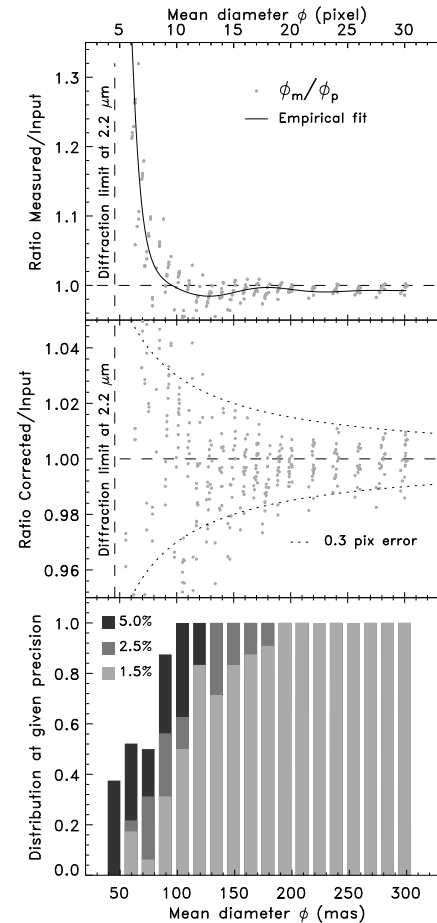 Mean diameter ϕ (pixel)
5 10 15 20 25 30
1.3
1.2
1.1
1.0
Ratio Measured/Input
Diffraction limit at 2.2 μm
ϕm/ϕp
Empirical fit
1.04
1.02
1.00
0.98
0.96
Ratio Corrected/Input
Diffraction limit at 2.2 μm
0.3 pix error
1.0
0.8
0.6
0.4
0.2
0.0
Distribution at given precision
5.0%
2.5%
1.5%
50 100 150 200 250 300
Mean diameter ϕ (mas)